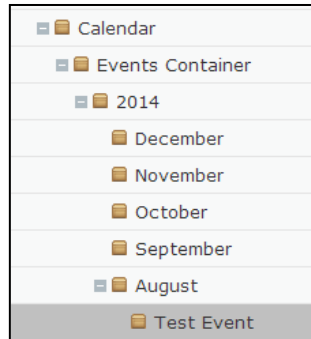 Calendar
Events Container
2014
December
November
October
September
August
Test Event